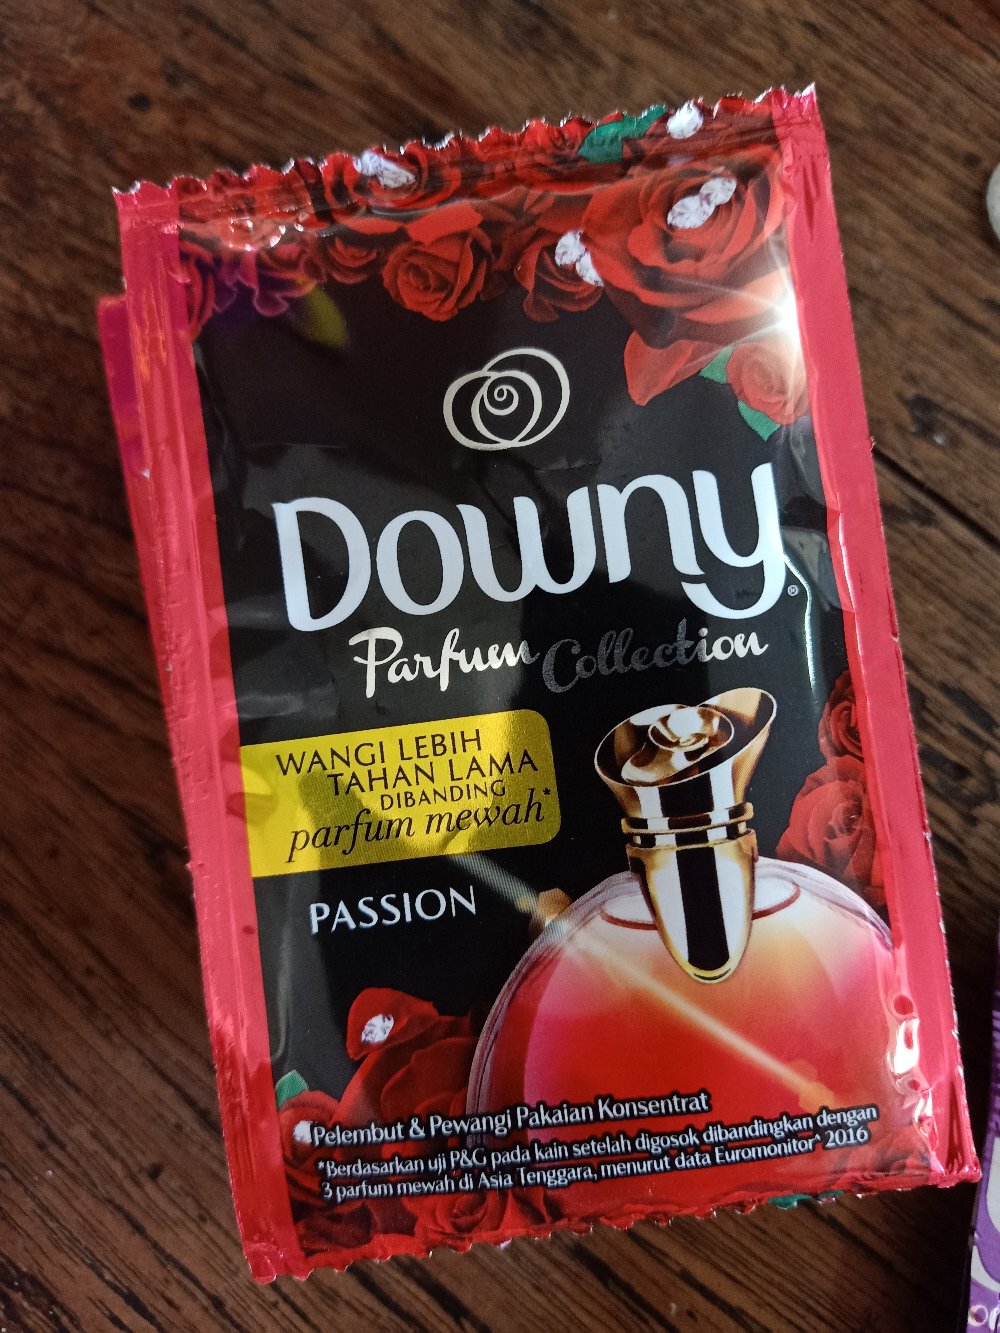 Downy®
Parfum Collection
WANGI LEBIH
TAHAN LAMA
DIBANDING
parfum mewah*
PASSION
Pelembut & Pewangi Pakaian Konsentrat
*Berdasarkan uji P&G pada kain setelah digosok dibandingkan dengan
3 parfum mewah di Asia Tenggara, menurut data Euromonitor^ 2016